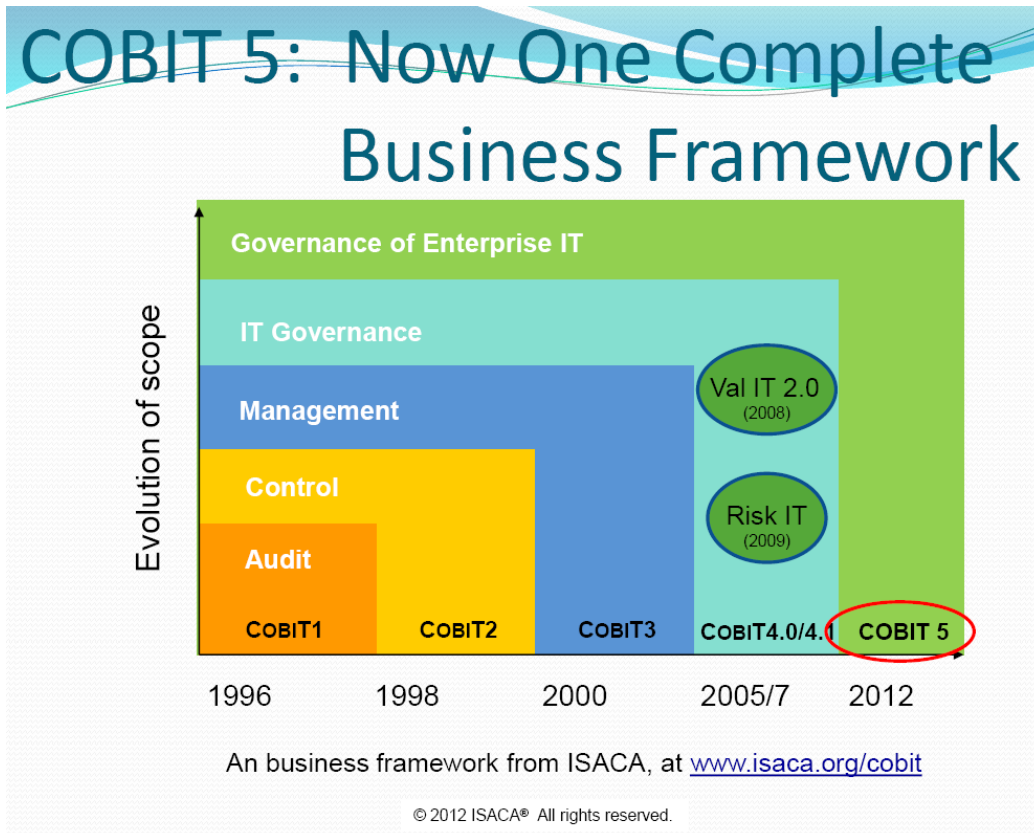 COBIT 5:  Now One Complete
Business Framework
Evolution of scope
Governance of Enterprise IT
IT Governance
Management
Control
Audit
Val IT 2.0
(2008)
Risk IT
(2009)
COBIT1
COBIT2
COBIT3
COBIT4.0/4.1
COBIT 5
1996
1998
2000
2005/7
2012
An business framework from ISACA, at www.isaca.org/cobit
© 2012 ISACA® All rights reserved.